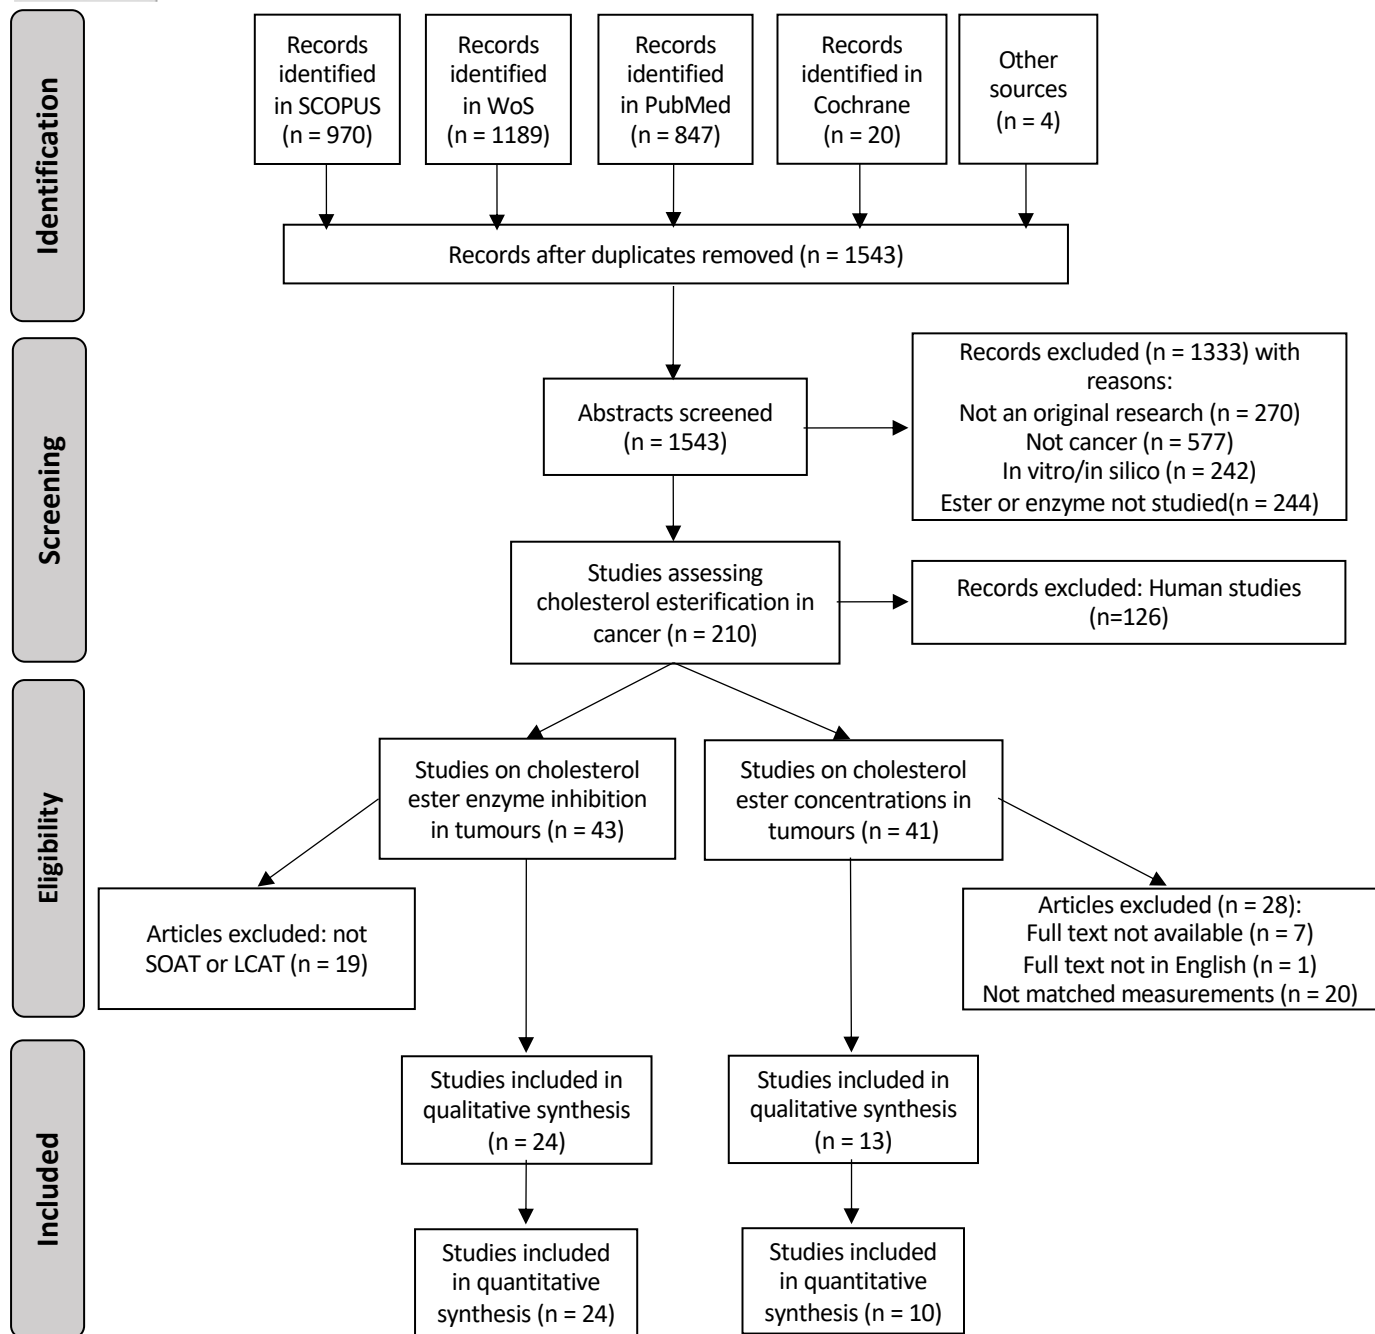 Identification
Records
identified
in SCOPUS
(n = 970)
Records
identified
in WoS
(n = 1189)
Records
identified
in PubMed
(n = 847)
Records
identified in
Cochrane
(n = 20)
Other
sources
(n = 4)
Records after duplicates removed (n = 1543)
Screening
Abstracts screened
(n = 1543)
Records excluded (n = 1333) with
reasons:
Not an original research (n = 270)
Not cancer (n = 577)
In vitro/in silico (n = 242)
Ester or enzyme not studied(n = 244)
Studies assessing
cholesterol esterification in
cancer (n = 210)
Records excluded: Human studies
(n=126)
Eligibility
Studies on cholesterol
ester enzyme inhibition
in tumours (n = 43)
Studies on cholesterol
ester concentrations in
tumours (n = 41)
Articles excluded: not
SOAT or LCAT (n = 19)
Articles excluded (n = 28):
Full text not available (n = 7)
Full text not in English (n = 1)
Not matched measurements (n = 20)
Included
Studies included in
qualitative synthesis
(n = 24)
Studies included in
qualitative synthesis
(n = 13)
Studies included
in quantitative
synthesis (n = 24)
Studies included
in quantitative
synthesis (n = 10)